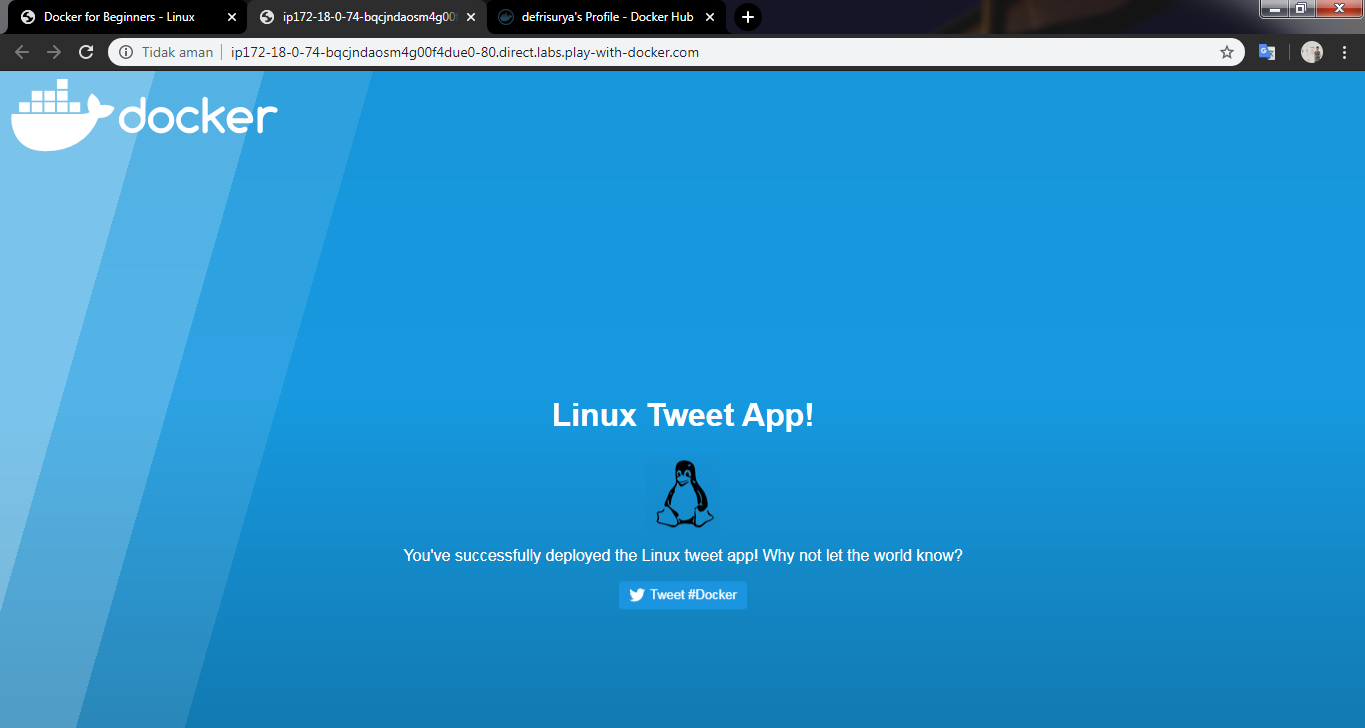 Docker for Beginners - Linux
ip172-18-0-74-bqcjndaosm4g00f
defrisurya's Profile - Docker Hub
Tidak aman
ip172-18-0-74-bqcjndaosm4g00f4due0-80.direct.labs.play-with-docker.com
docker
Linux Tweet App!
You've successfully deployed the Linux tweet app! Why not let the world know?
Tweet #Docker